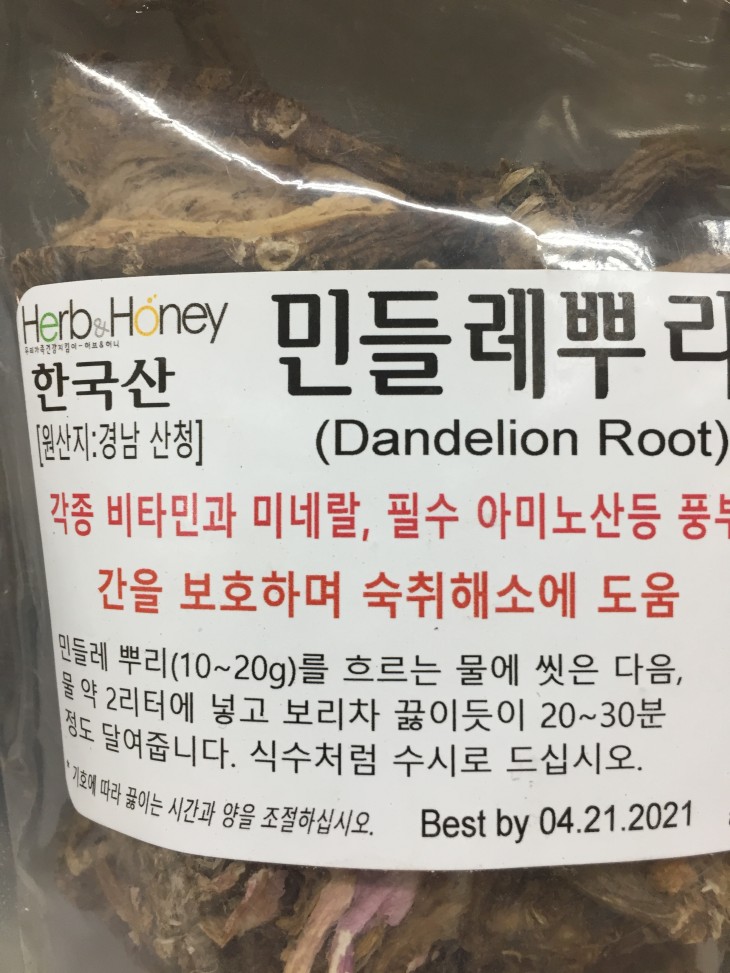 Herb & Honey
한국산
[원산지:경남 산청]
민들레뿌리
(Dandelion Root)
각종 비타민과 미네랄, 필수 아미노산등 풍부
간을 보호하며 숙취해소에 도움
민들레 뿌리(10~20g)를 흐르는 물에 씻은 다음,
물 약 2리터에 넣고 보리차 끓이듯이 20~30분
정도 달여줍니다. 식수처럼 수시로 드십시오.
* 기호에 따라 끓이는 시간과 양을 조절하십시오.
Best by 04.21.2021